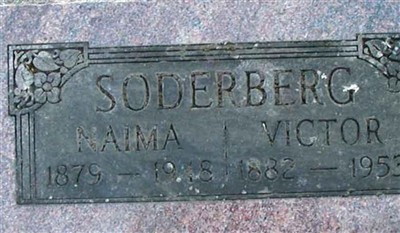 SODERBERG
NAIMA VICTOR
1879 — 1948 1882 — 1953